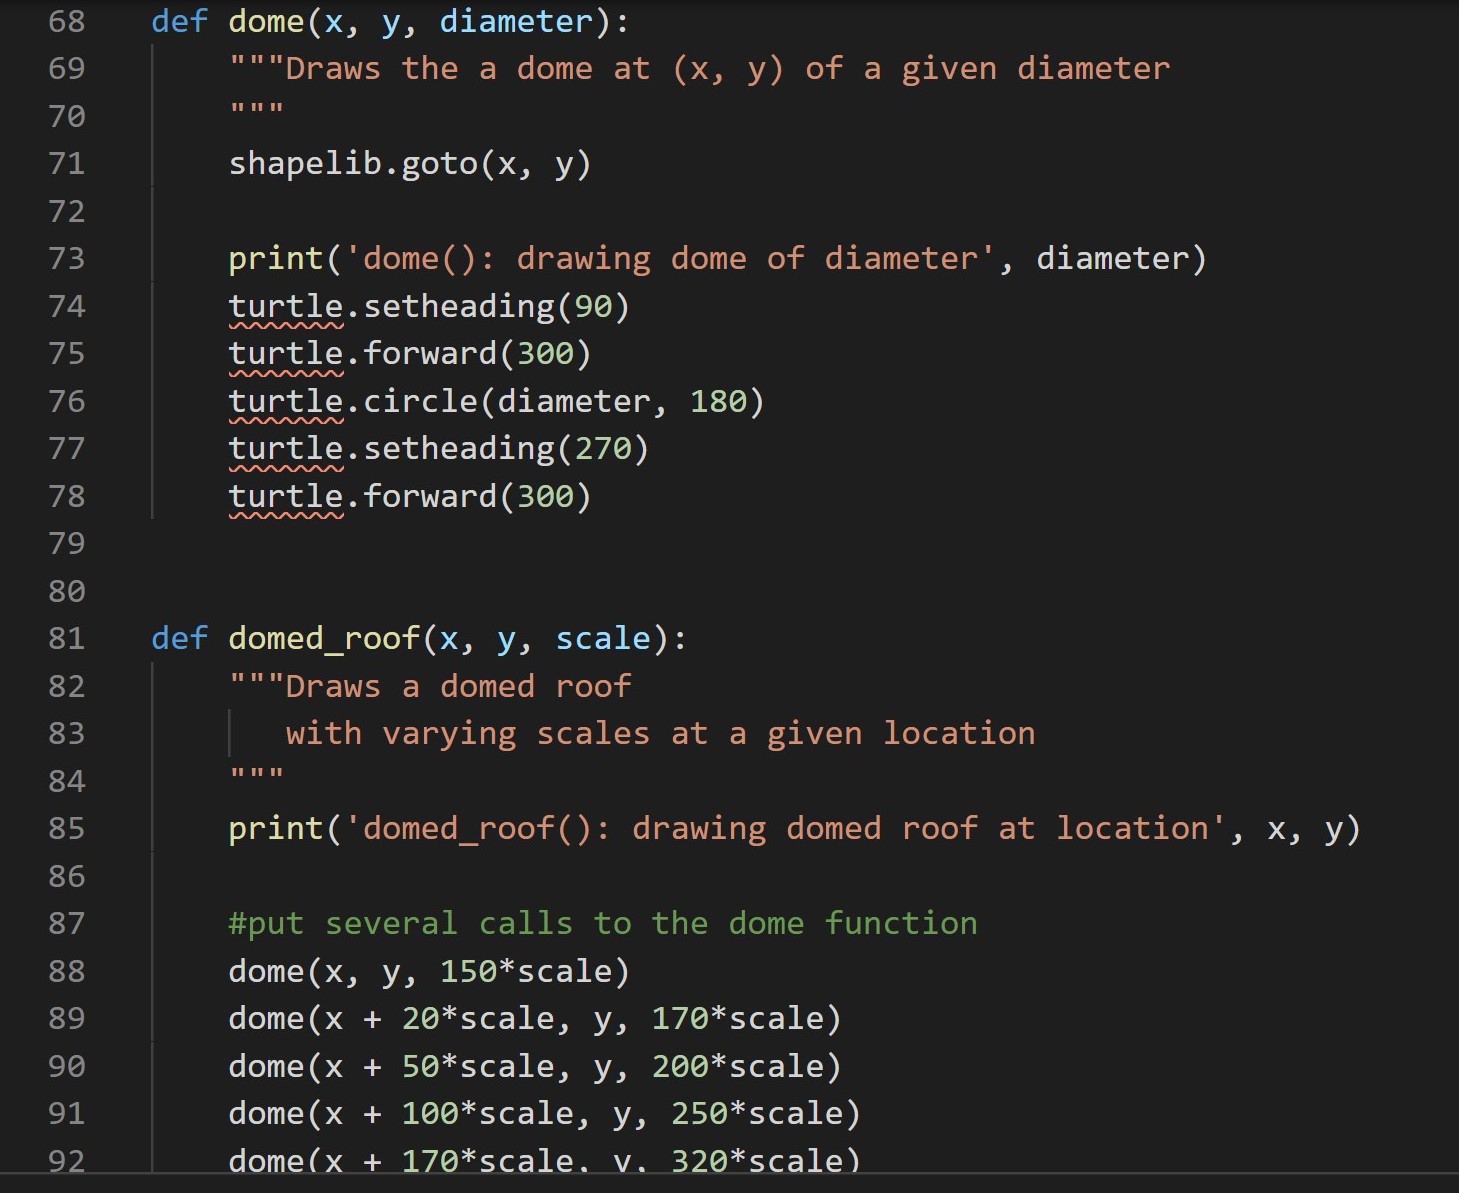 68 def dome(x, y, diameter):
69 """Draws the a dome at (x, y) of a given diameter
70 """
71 shapelib.goto(x, y)
72
73 print('dome(): drawing dome of diameter', diameter)
74 turtle.setheading(90)
75 turtle.forward(300)
76 turtle.circle(diameter, 180)
77 turtle.setheading(270)
78 turtle.forward(300)
79
80
81 def domed_roof(x, y, scale):
82 """Draws a domed roof
83 with varying scales at a given location
84 """
85 print('domed_roof(): drawing domed roof at location', x, y)
86
87 #put several calls to the dome function
88 dome(x, y, 150*scale)
89 dome(x + 20*scale, y, 170*scale)
90 dome(x + 50*scale, y, 200*scale)
91 dome(x + 100*scale, y, 250*scale)
92 dome(x + 170*scale, y, 320*scale)